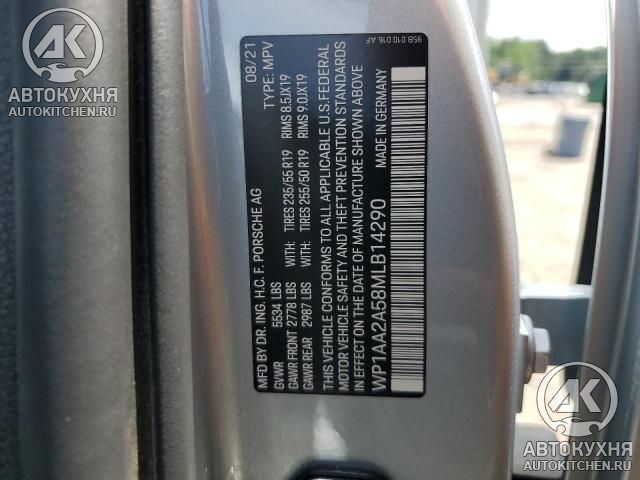 AK
АВТОКУХНЯ
AUTOKITCHEN.RU
95B 010 016 AF
MFD BY DR. ING. H.C. F. PORSCHE AG 08/21
GVWR 5534 LBS TYPE: MPV
GAWR FRONT 2778 LBS WITH: TIRES 235/55 R19 RIMS 8.5JX19
GAWR REAR 2987 LBS WITH: TIRES 255/50 R19 RIMS 9.0JX19
THIS VEHICLE CONFORMS TO ALL APPLICABLE U.S. FEDERAL
MOTOR VEHICLE SAFETY AND THEFT PREVENTION STANDARDS
IN EFFECT ON THE DATE OF MANUFACTURE SHOWN ABOVE
WP1AA2A58MLB14290 MADE IN GERMANY
AK
АВТОКУХНЯ
AUTOKITCHEN.RU